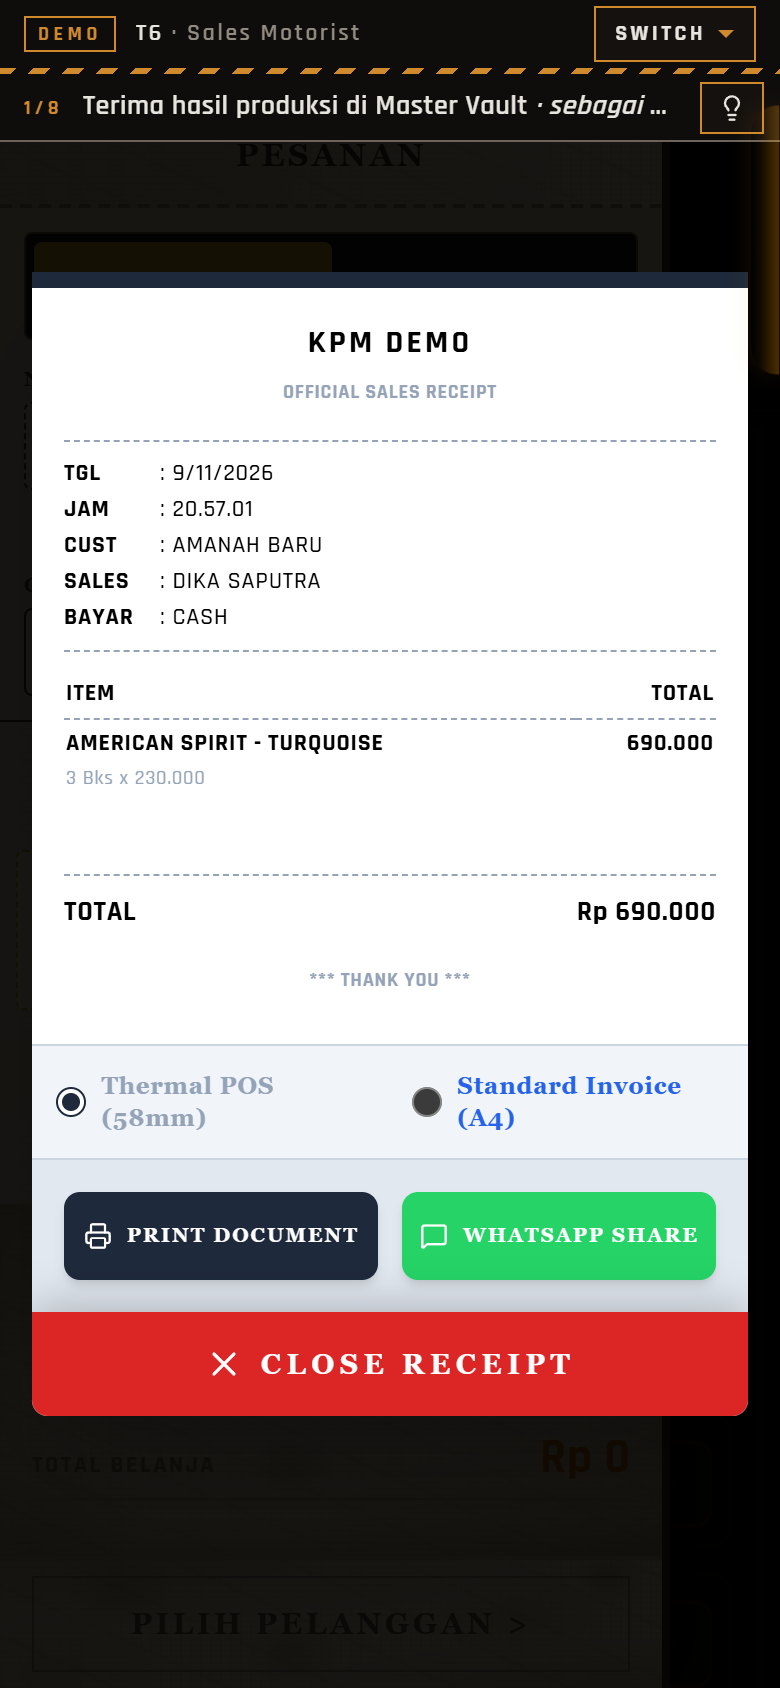 DEMO T6 · Sales Motorist SWITCH
1/8 Terima hasil produksi di Master Vault · sebagai ...
PESANAN
KPM DEMO
OFFICIAL SALES RECEIPT
TGL : 9/11/2026
JAM : 20.57.01
CUST : AMANAH BARU
SALES : DIKA SAPUTRA
BAYAR : CASH
ITEM TOTAL
AMERICAN SPIRIT - TURQUOISE 690.000
3 Bks x 230.000
TOTAL Rp 690.000
*** THANK YOU ***
Thermal POS (58mm)
Standard Invoice (A4)
PRINT DOCUMENT
WHATSAPP SHARE
CLOSE RECEIPT
TOTAL BELANJA Rp 0
PILIH PELANGGAN >